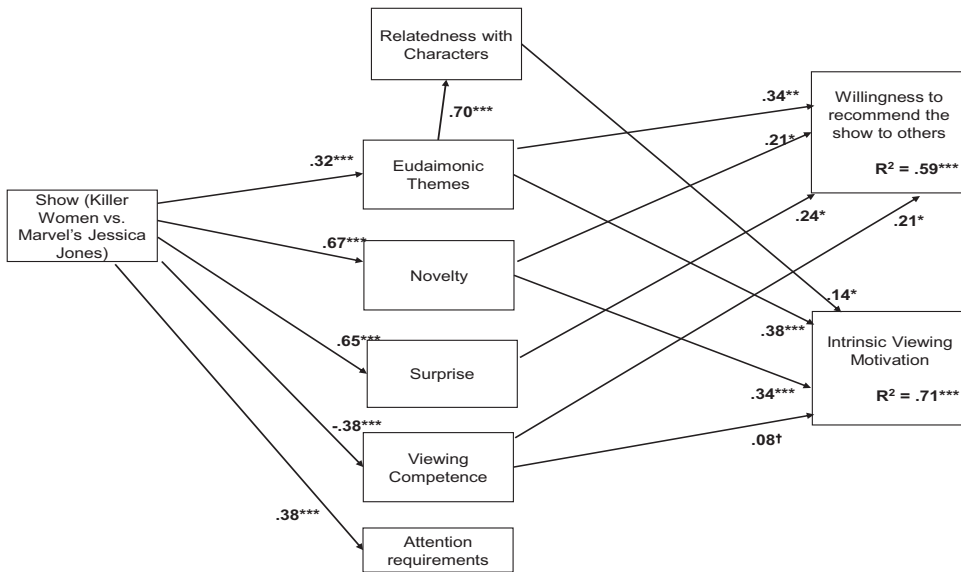 Relatedness with
Characters
.70***
.34**
Willingness to
recommend the
show to others
R² = .59***
.21*
.32***
Eudaimonic
Themes
Show (Killer
Women vs.
Marvel's Jessica
Jones)
.24*
.21*
.67***
Novelty
.14*
.38***
Intrinsic Viewing
Motivation
R² = .71***
.65***
Surprise
.34***
-.38***
Viewing
Competence
.08†
.38***
Attention
requirements